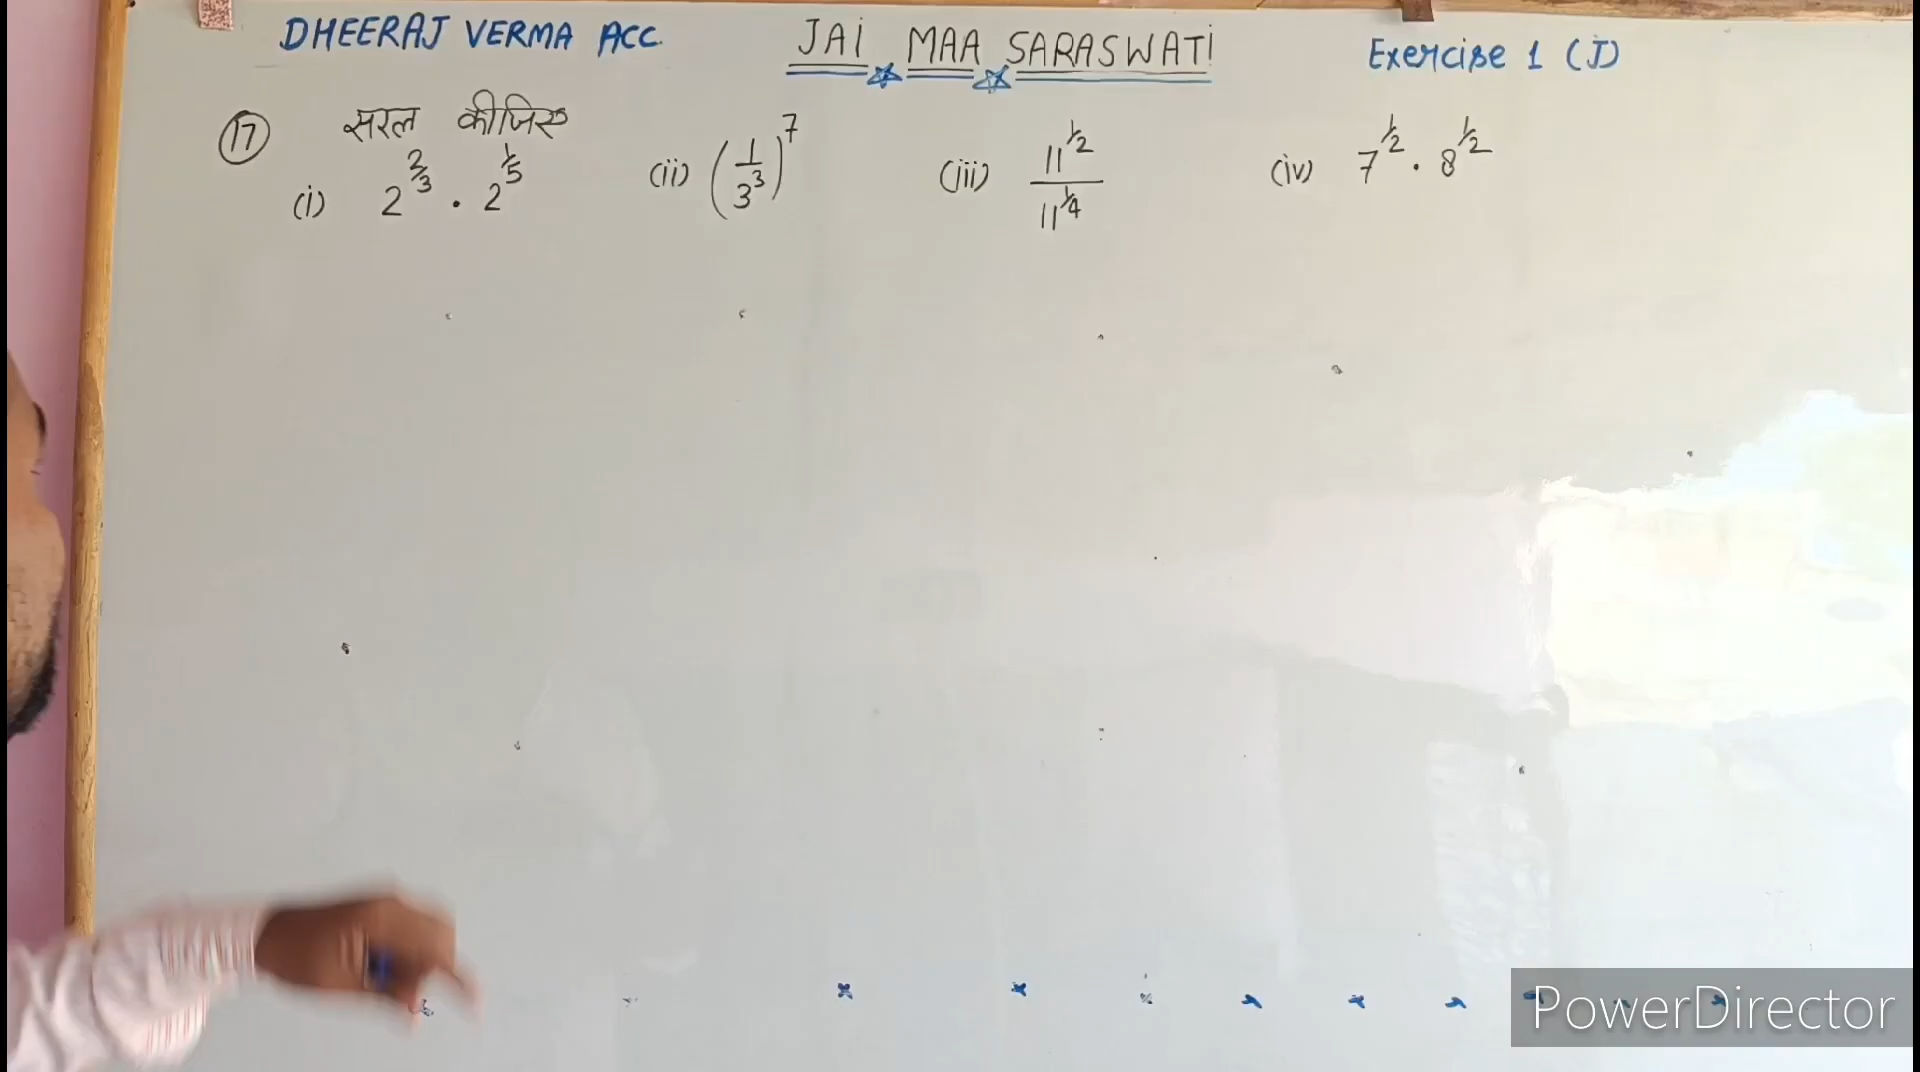 DHEERAJ VERMA ACC. JAI MAA SARASWATI Exercise 1 (J)
(17) सरल कीजिए
(i) 2^(2/3) . 2^(1/5) (ii) (1/3^3)^7 (iii) 11^(1/2) / 11^(1/4) (iv) 7^(1/2) . 8^(1/2)
PowerDirector